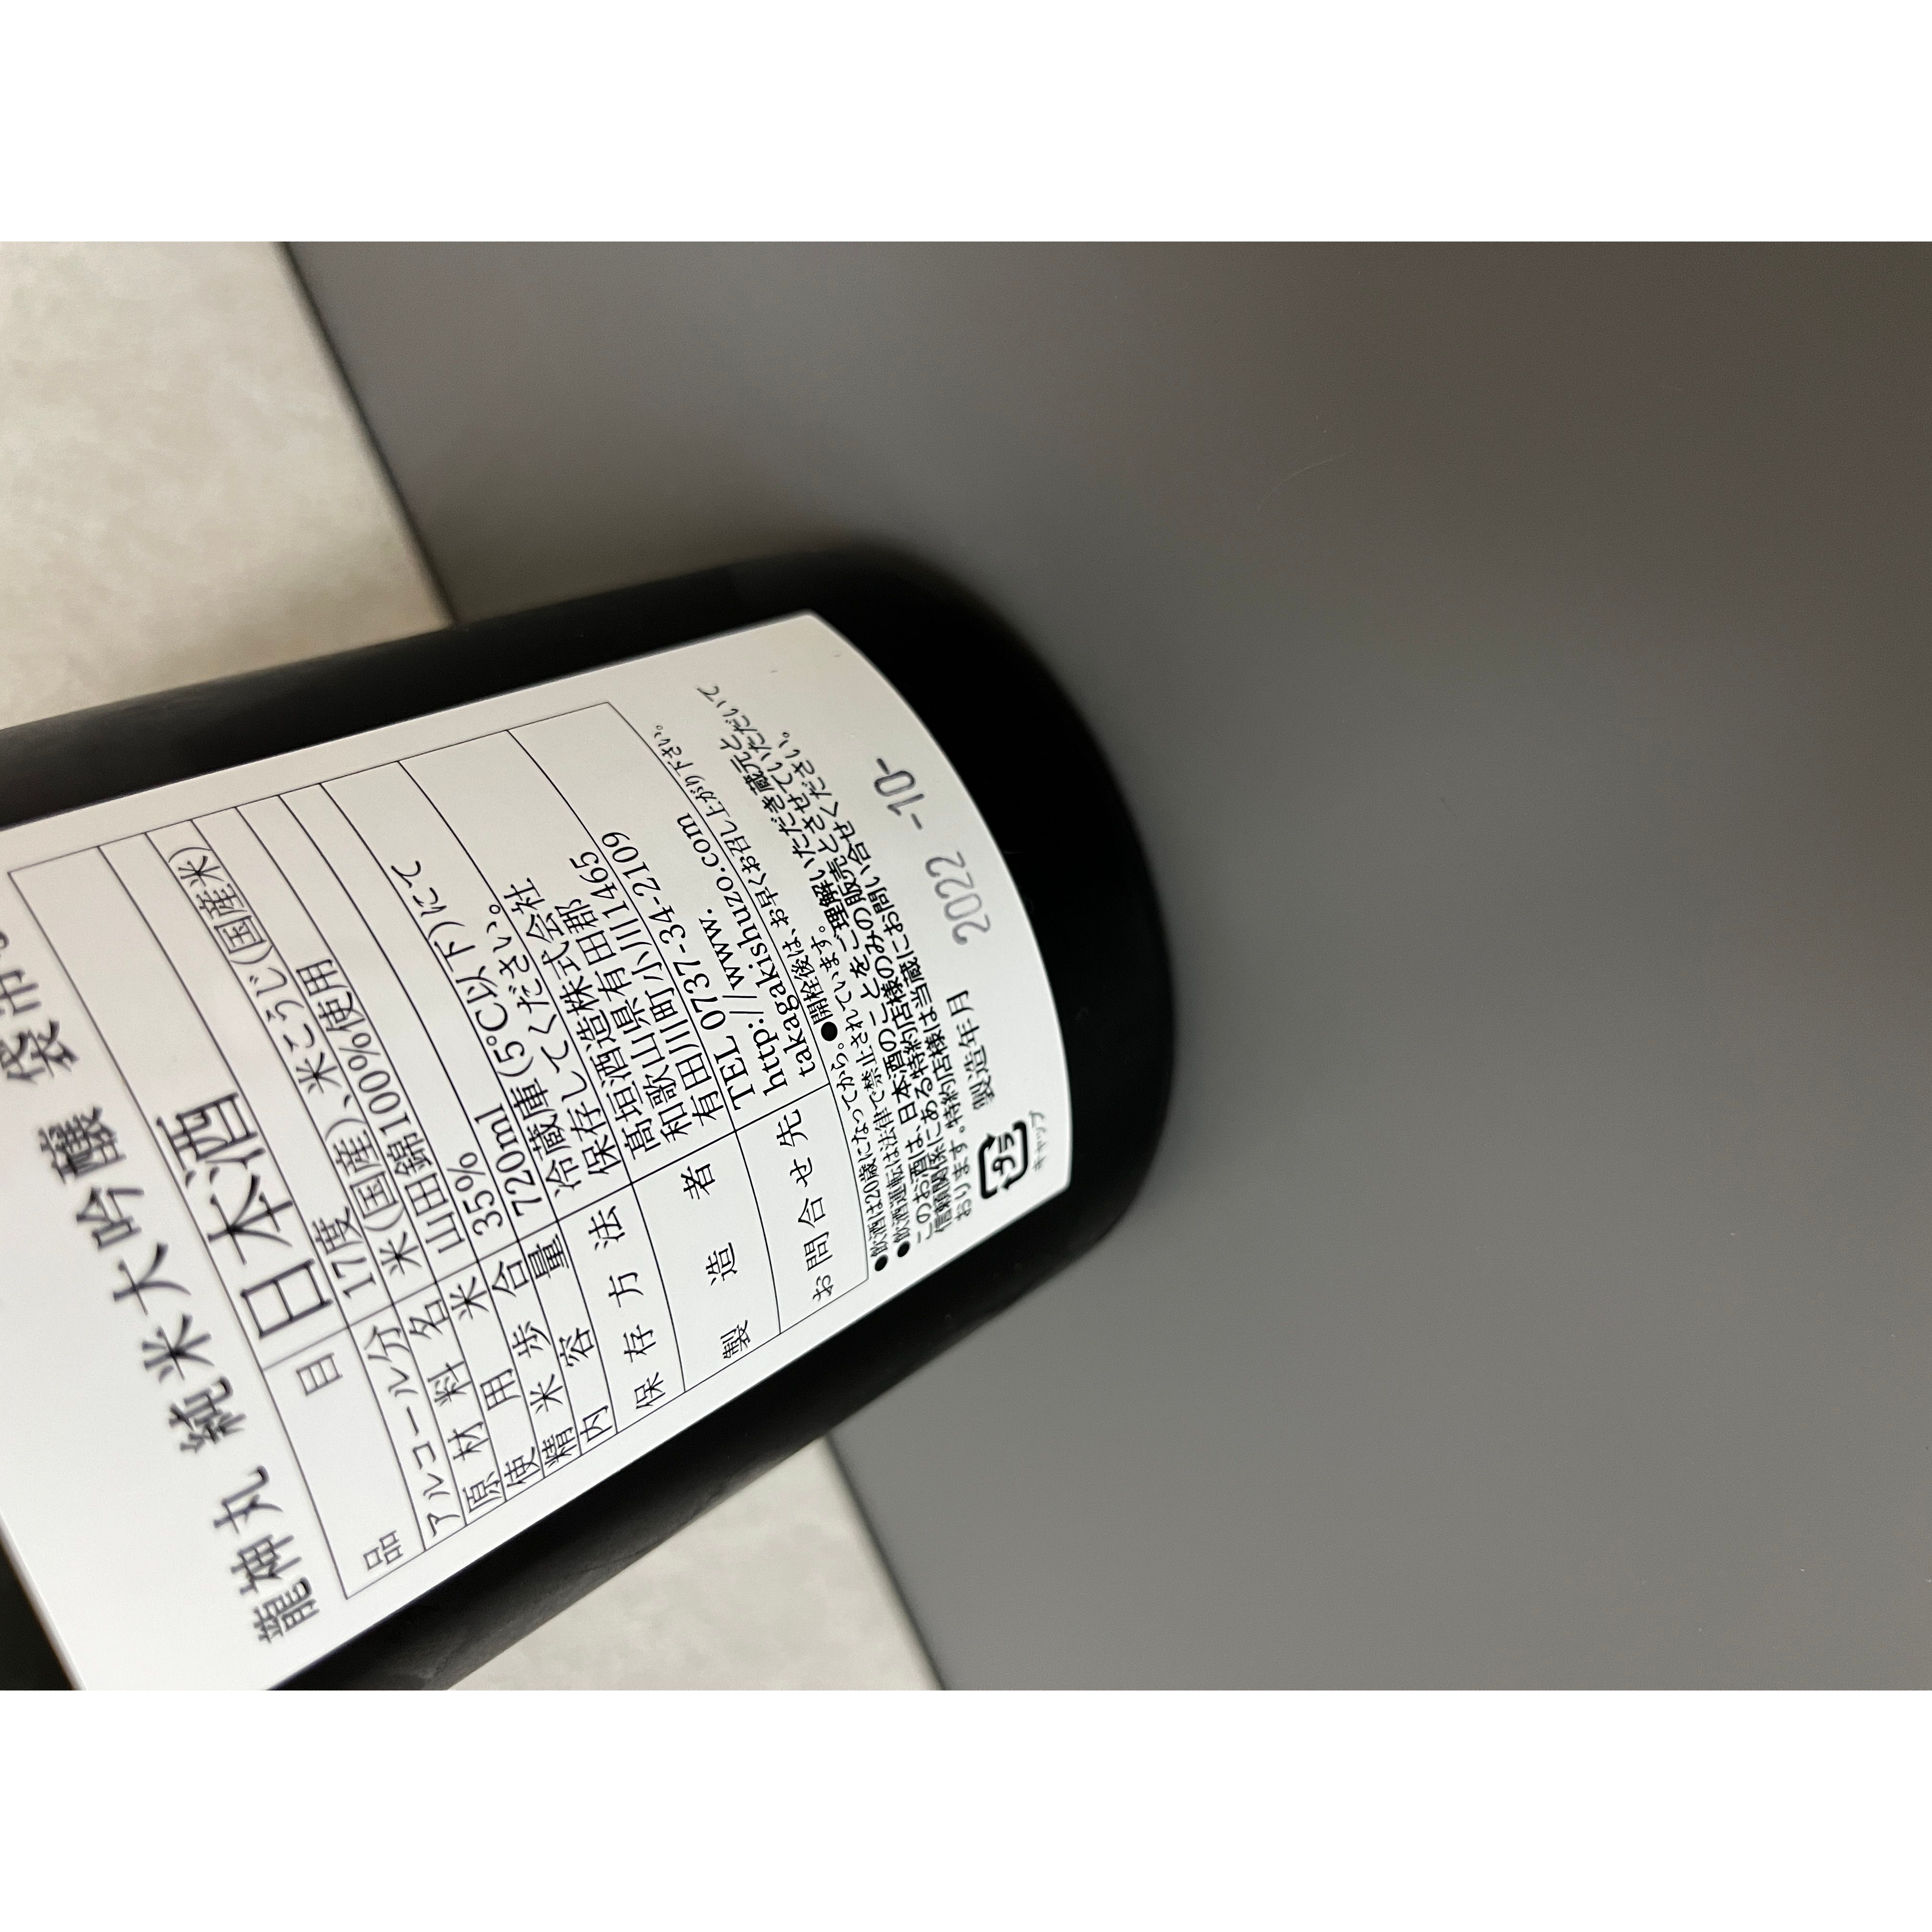 龍神丸 純米大吟醸 袋吊
品目 日本酒
アルコール分 17度
原材料名 米(国産)、米こうじ(国産米)
使用米 山田錦100%使用
精米歩合 35%
内容量 720ml
保存方法 冷蔵庫(5℃以下)にて
保存してください。
製造者 高垣酒造株式会社
和歌山県有田郡
有田川町小川1465
お問合せ先 TEL 0737-34-2109
http://www.
takagakishuzo.com
●飲酒は20歳になってから。●開栓後は、お早くお召し上がり下さい。
●飲酒運転は法律で禁止されています。
このお酒は、日本酒のことをご理解いただき蔵元と
信頼関係にある特約店様のみの販売とさせていただいて
おります。特約店様は当蔵にお問い合せください。
プラ 製造年月 2022 -10-
キャップ